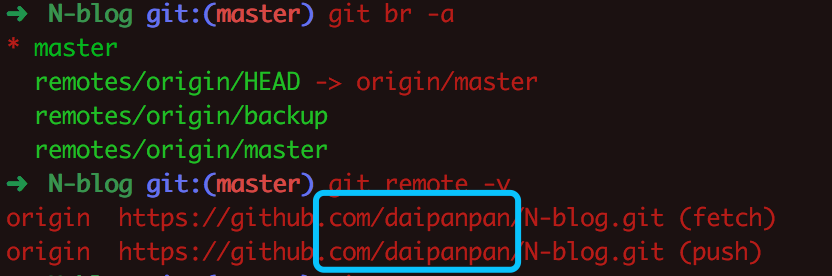 ➜ N-blog git:(master) git br -a
* master
remotes/origin/HEAD -> origin/master
remotes/origin/backup
remotes/origin/master
➜ N-blog git:(master) git remote -v
origin https://github.com/daipanpan/N-blog.git (fetch)
origin https://github.com/daipanpan/N-blog.git (push)